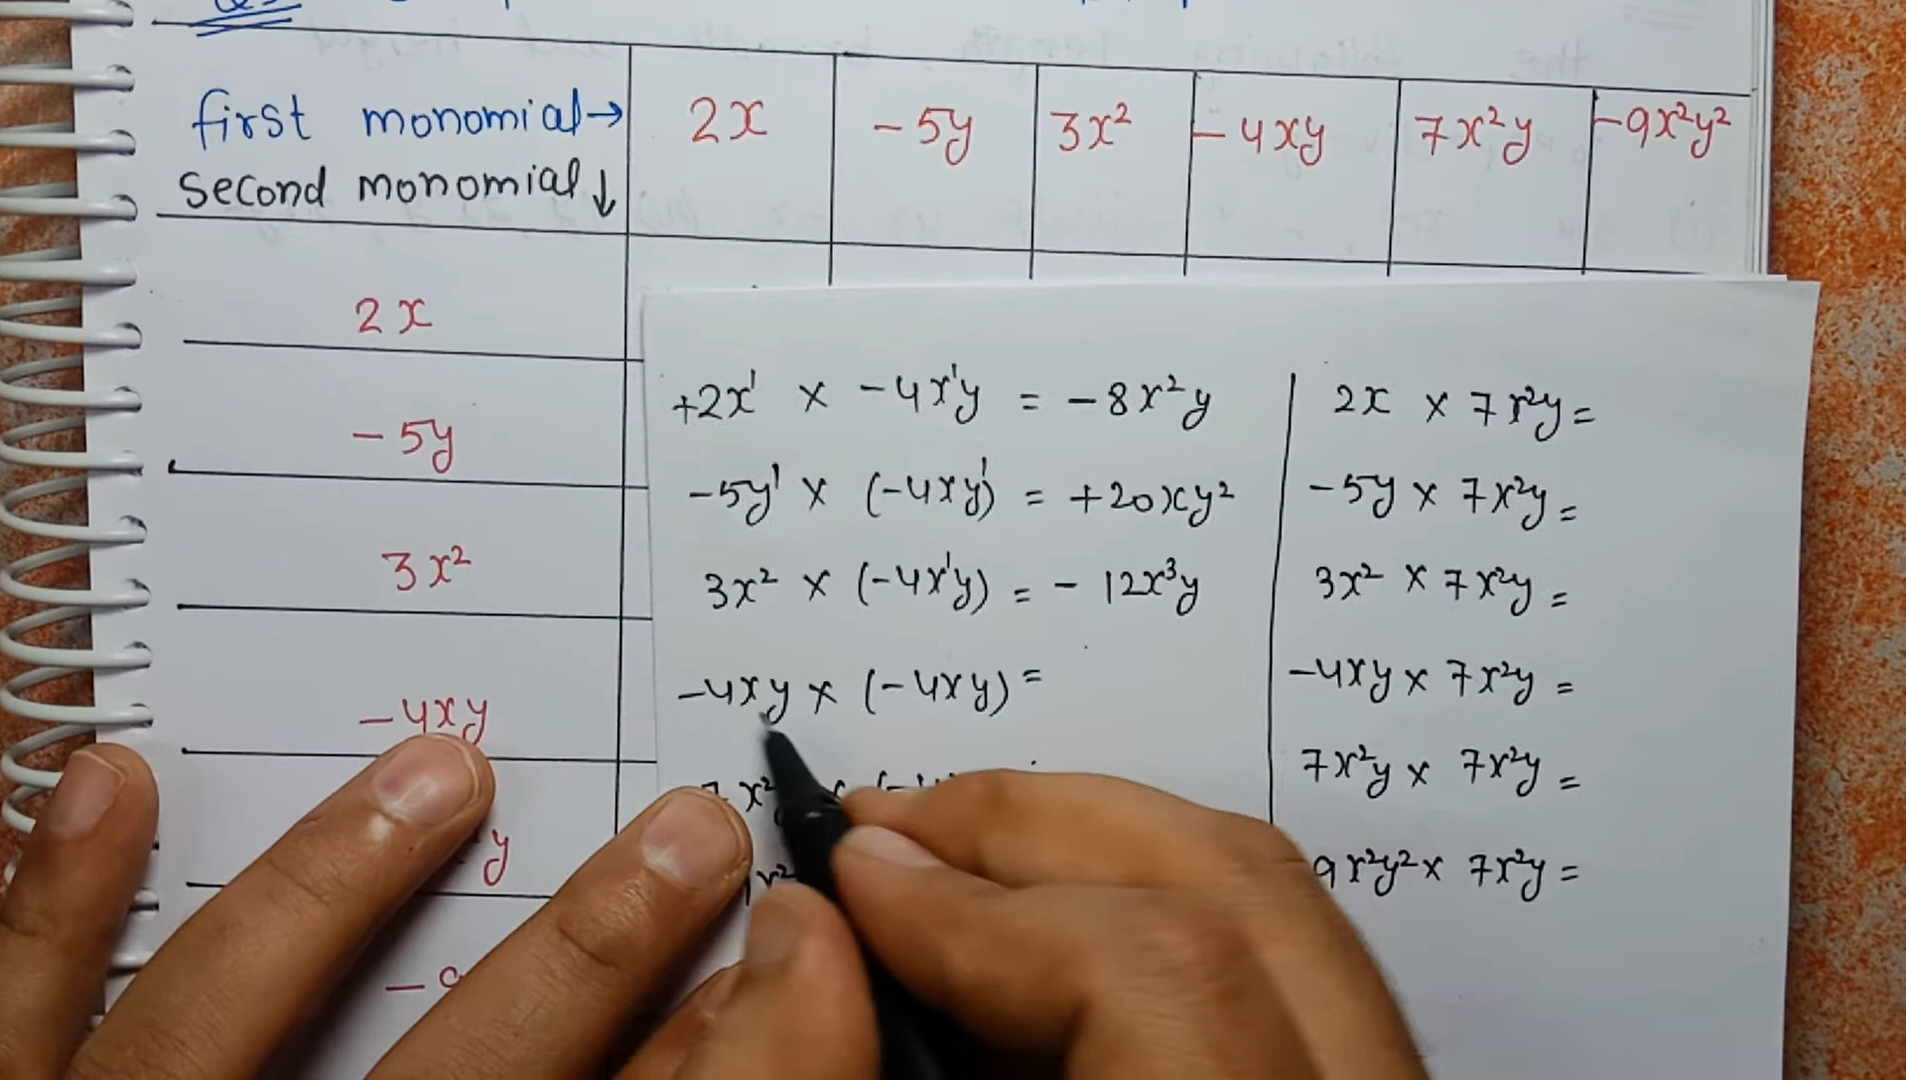 first monomial→ 2x -5y 3x² -4xy 7x²y -9x²y²
second monomial↓
2x
-5y
3x²
-4xy
y
-9
+2x¹ × -4x¹y = -8x²y
-5y¹ × (-4xy¹) = +20xy²
3x² × (-4x¹y) = - 12x³y
-4xy × (-4xy) =
2x × 7x²y =
-5y × 7x²y =
3x² × 7x²y =
-4xy × 7x²y =
7x²y × 7x²y =
9x²y² × 7x²y =